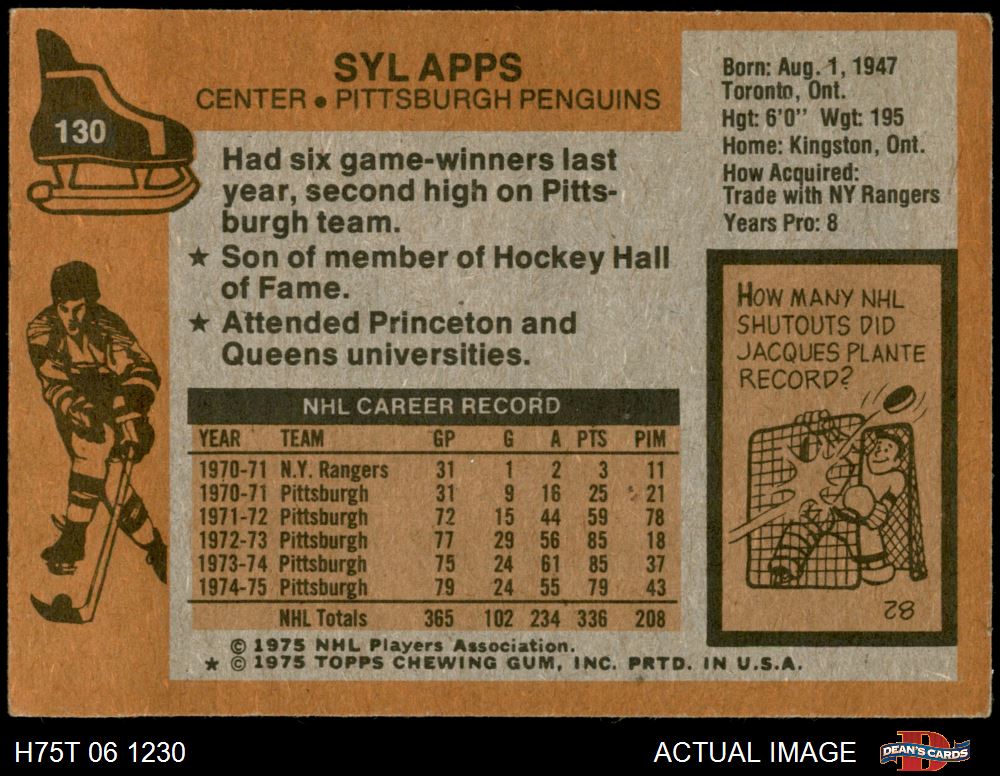 SYL APPS
CENTER • PITTSBURGH PENGUINS
130
Had six game-winners last
year, second high on Pitts-
burgh team.
★ Son of member of Hockey Hall
of Fame.
★ Attended Princeton and
Queens universities.
Born: Aug. 1, 1947
Toronto, Ont.
Hgt: 6'0" Wgt: 195
Home: Kingston, Ont.
How Acquired:
Trade with NY Rangers
Years Pro: 8
HOW MANY NHL
SHUTOUTS DID
JACQUES PLANTE
RECORD?
82
NHL CAREER RECORD
YEAR TEAM GP G A PTS PIM
1970-71 N.Y. Rangers 31 1 2 3 11
1970-71 Pittsburgh 31 9 16 25 21
1971-72 Pittsburgh 72 15 44 59 78
1972-73 Pittsburgh 77 29 56 85 18
1973-74 Pittsburgh 75 24 61 85 37
1974-75 Pittsburgh 79 24 55 79 43
NHL Totals 365 102 234 336 208
© 1975 NHL Players Association.
★ © 1975 TOPPS CHEWING GUM, INC. PRTD. IN U.S.A.
H75T 06 1230
ACTUAL IMAGE
D
DEAN'S CARDS